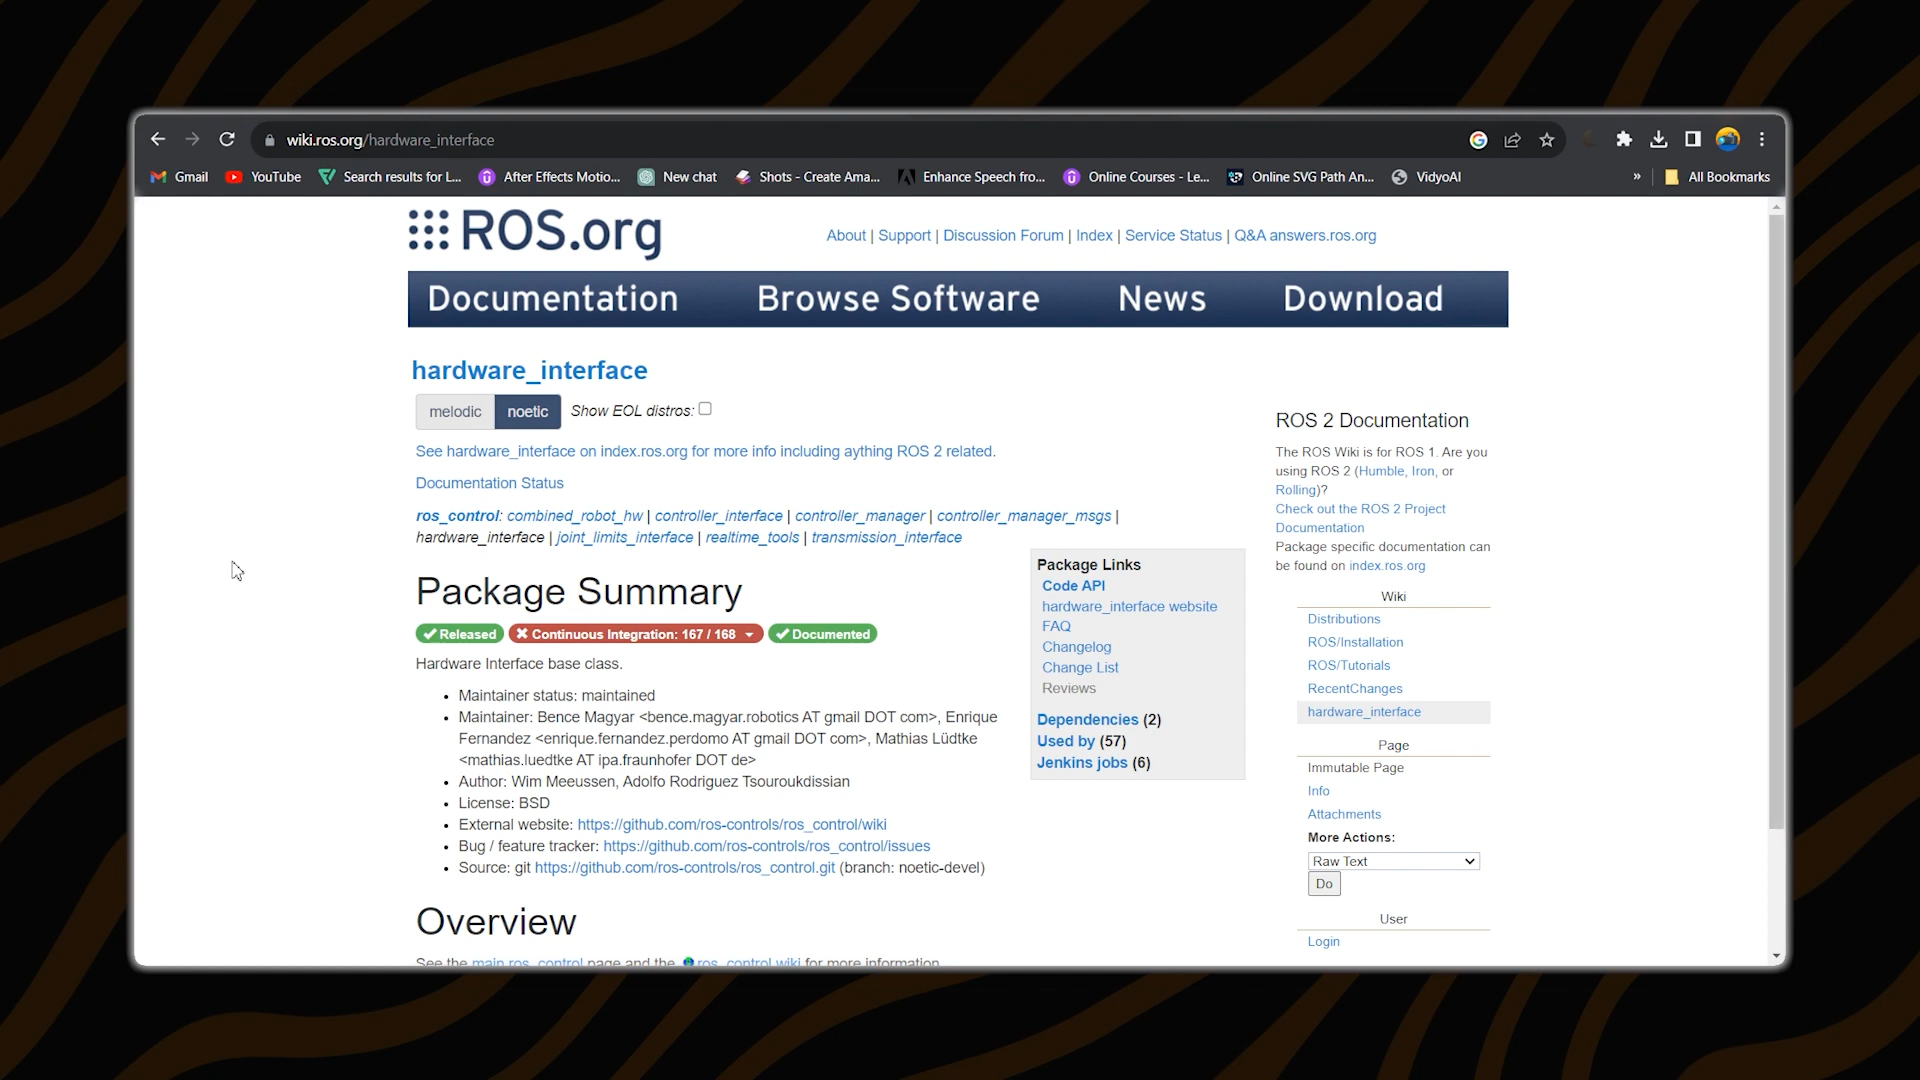 wiki.ros.org/hardware_interface
Gmail YouTube Search results for L... After Effects Motio... New chat Shots - Create Ama... Enhance Speech fro... Online Courses - Le... Online SVG Path An... VidyoAI » All Bookmarks
ROS.org
About | Support | Discussion Forum | Index | Service Status | Q&A answers.ros.org
Documentation Browse Software News Download
hardware_interface
melodic noetic Show EOL distros:
See hardware_interface on index.ros.org for more info including aything ROS 2 related.
Documentation Status
ros_control: combined_robot_hw | controller_interface | controller_manager | controller_manager_msgs |
hardware_interface | joint_limits_interface | realtime_tools | transmission_interface
Package Summary
Released Continuous Integration: 167 / 168 Documented
Hardware Interface base class.
• Maintainer status: maintained
• Maintainer: Bence Magyar <bence.magyar.robotics AT gmail DOT com>, Enrique
Fernandez <enrique.fernandez.perdomo AT gmail DOT com>, Mathias Lüdtke
<mathias.luedtke AT ipa.fraunhofer DOT de>
• Author: Wim Meeussen, Adolfo Rodriguez Tsouroukdissian
• License: BSD
• External website: https://github.com/ros-controls/ros_control/wiki
• Bug / feature tracker: https://github.com/ros-controls/ros_control/issues
• Source: git https://github.com/ros-controls/ros_control.git (branch: noetic-devel)
Overview
See the main ros_control page and the ros_control wiki for more information
Package Links
Code API
hardware_interface website
FAQ
Changelog
Change List
Reviews
Dependencies (2)
Used by (57)
Jenkins jobs (6)
ROS 2 Documentation
The ROS Wiki is for ROS 1. Are you
using ROS 2 (Humble, Iron, or
Rolling)?
Check out the ROS 2 Project
Documentation
Package specific documentation can
be found on index.ros.org
Wiki
Distributions
ROS/Installation
ROS/Tutorials
RecentChanges
hardware_interface
Page
Immutable Page
Info
Attachments
More Actions:
Raw Text
Do
User
Login